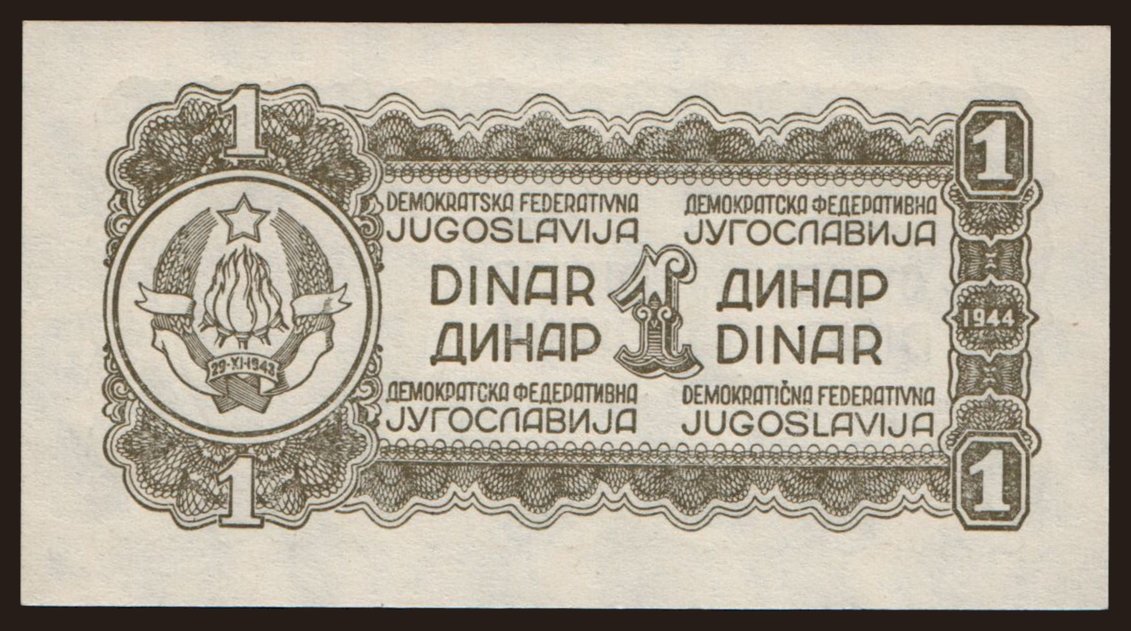 1
1
DEMOKRATSKA FEDERATIVNA
JUGOSLAVIJA
ДЕМОКРАТСКА ФЕДЕРАТИВНА
ЈУГОСЛАВИЈА
DINAR
ДИНАР
1
ДИНАР
DINAR
1944
29·XI·1943
ДЕМОКРАТСКА ФЕДЕРАТИВНА
ЈУГОСЛАВИЈА
DEMOKRATIČNA FEDERATIVNA
JUGOSLAVIJA
1
1